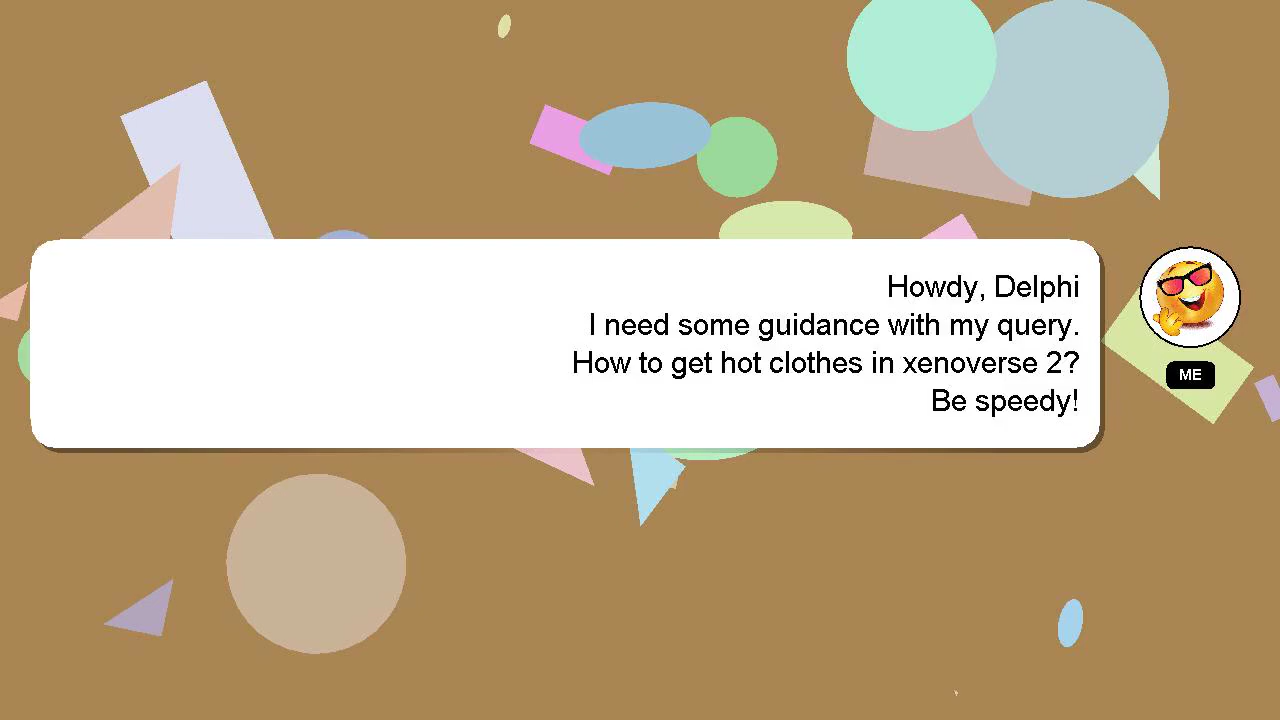 Howdy, Delphi
I need some guidance with my query.
How to get hot clothes in xenoverse 2?
Be speedy!
ME